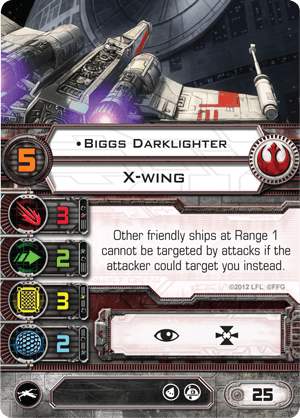 •Biggs Darklighter
5
X-wing
3
2
Other friendly ships at Range 1
cannot be targeted by attacks if the
attacker could target you instead.
©2012 LFL ©FFG
3
2
25